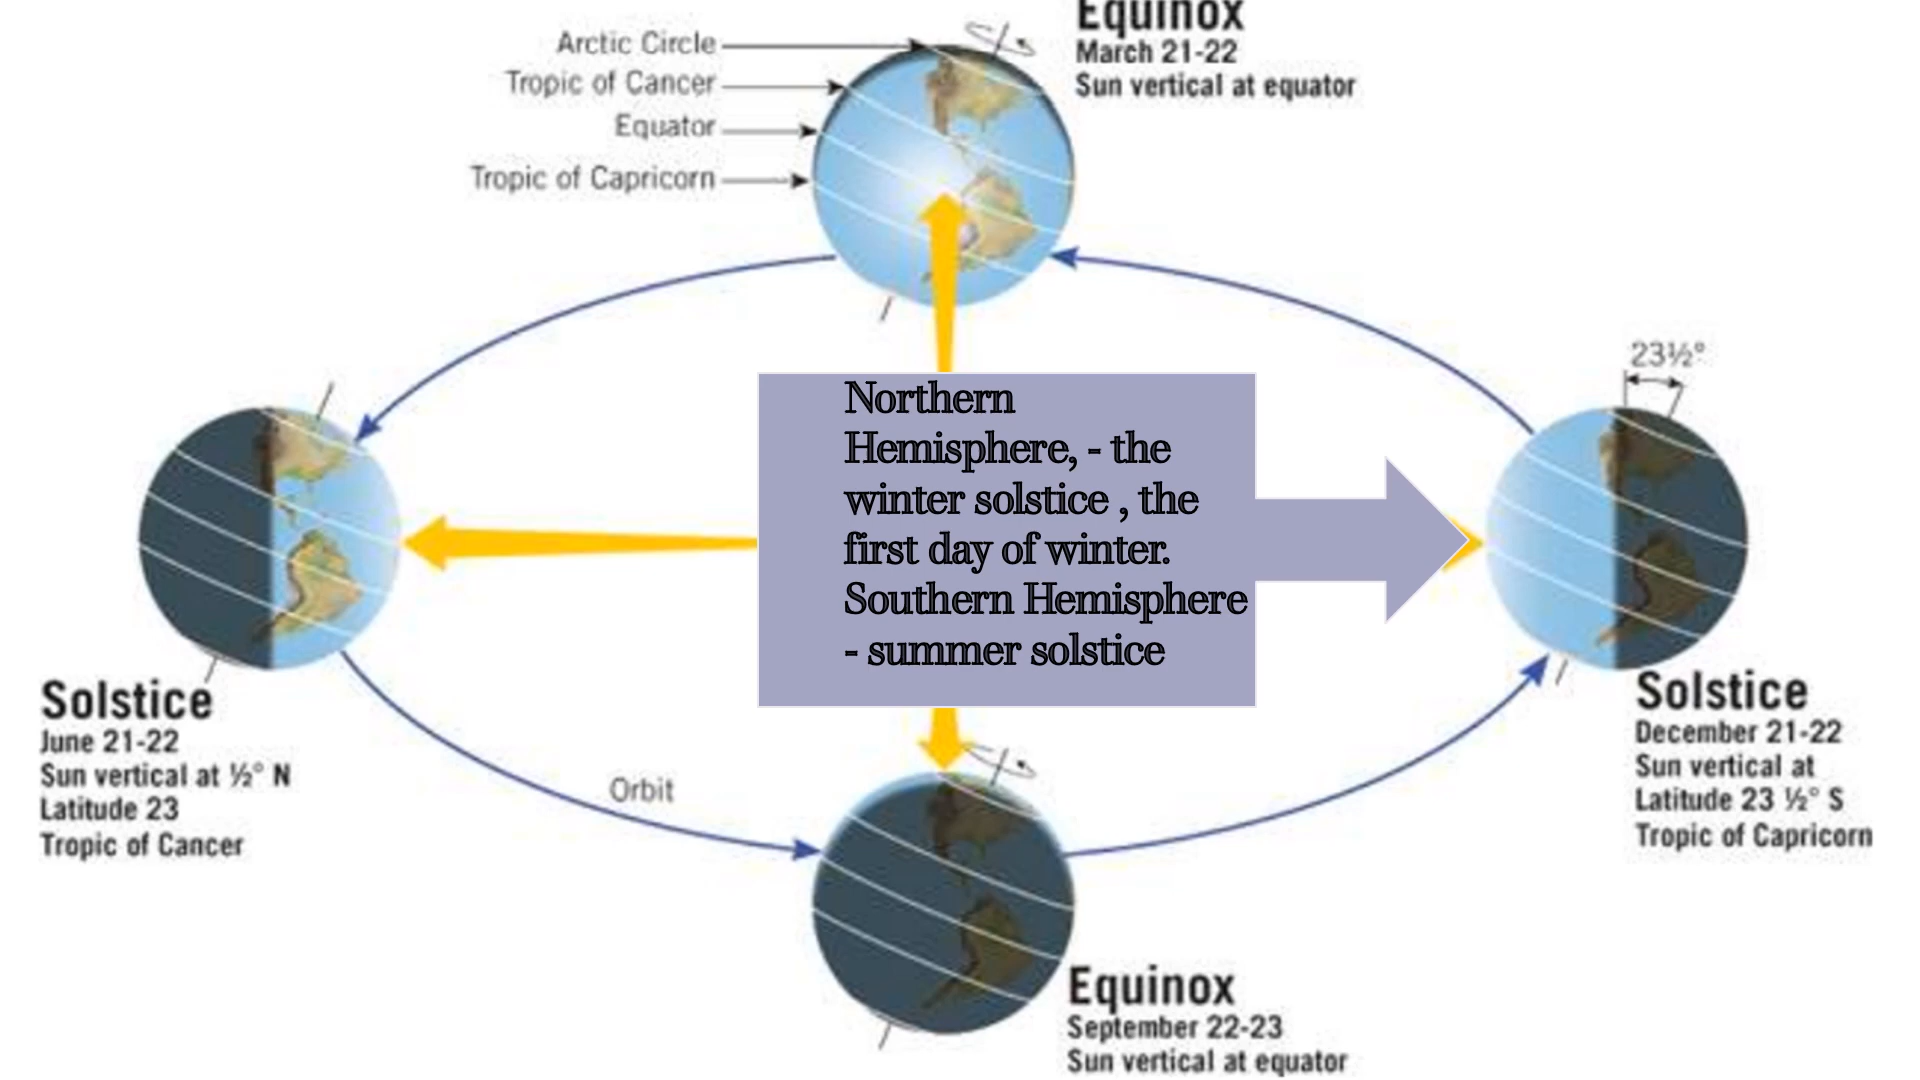 Equinox
March 21-22
Sun vertical at equator
Arctic Circle
Tropic of Cancer
Equator
Tropic of Capricorn
23½°
Northern
Hemisphere, - the
winter solstice , the
first day of winter.
Southern Hemisphere
- summer solstice
Solstice
June 21-22
Sun vertical at ½° N
Latitude 23
Tropic of Cancer
Solstice
December 21-22
Sun vertical at
Latitude 23 ½° S
Tropic of Capricorn
Orbit
Equinox
September 22-23
Sun vertical at equator